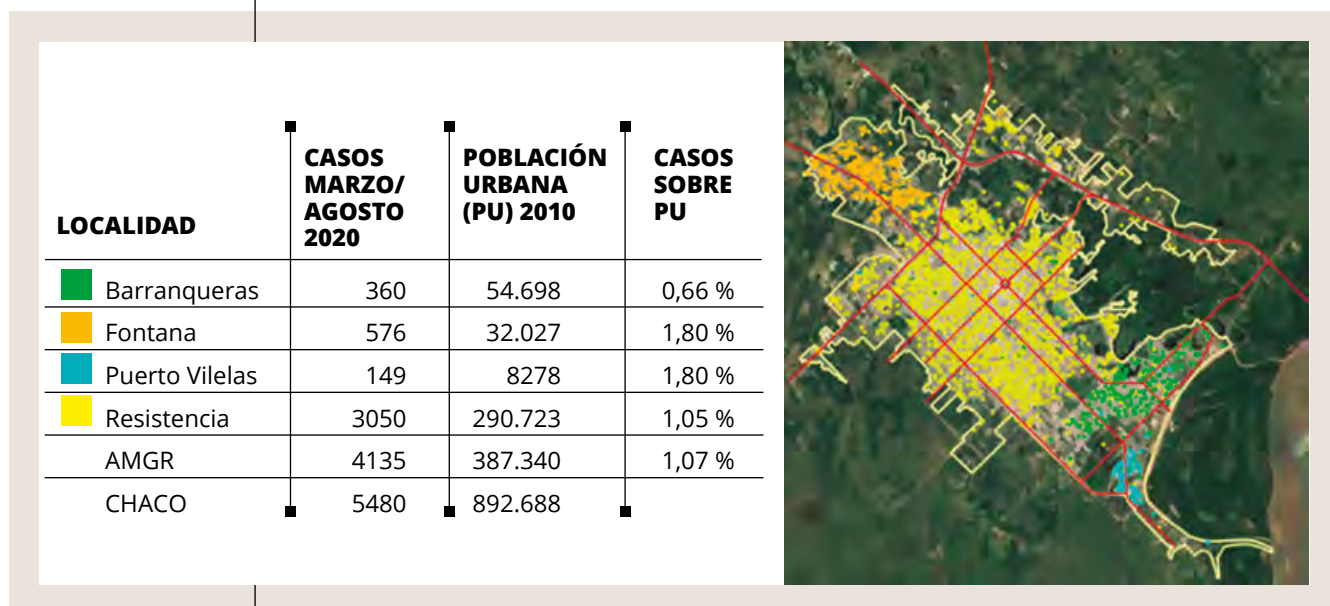 LOCALIDAD
CASOS
MARZO/
AGOSTO
2020
POBLACIÓN
URBANA
(PU) 2010
CASOS
SOBRE
PU
Barranqueras 360 54.698 0,66 %
Fontana 576 32.027 1,80 %
Puerto Vilelas 149 8278 1,80 %
Resistencia 3050 290.723 1,05 %
AMGR 4135 387.340 1,07 %
CHACO 5480 892.688